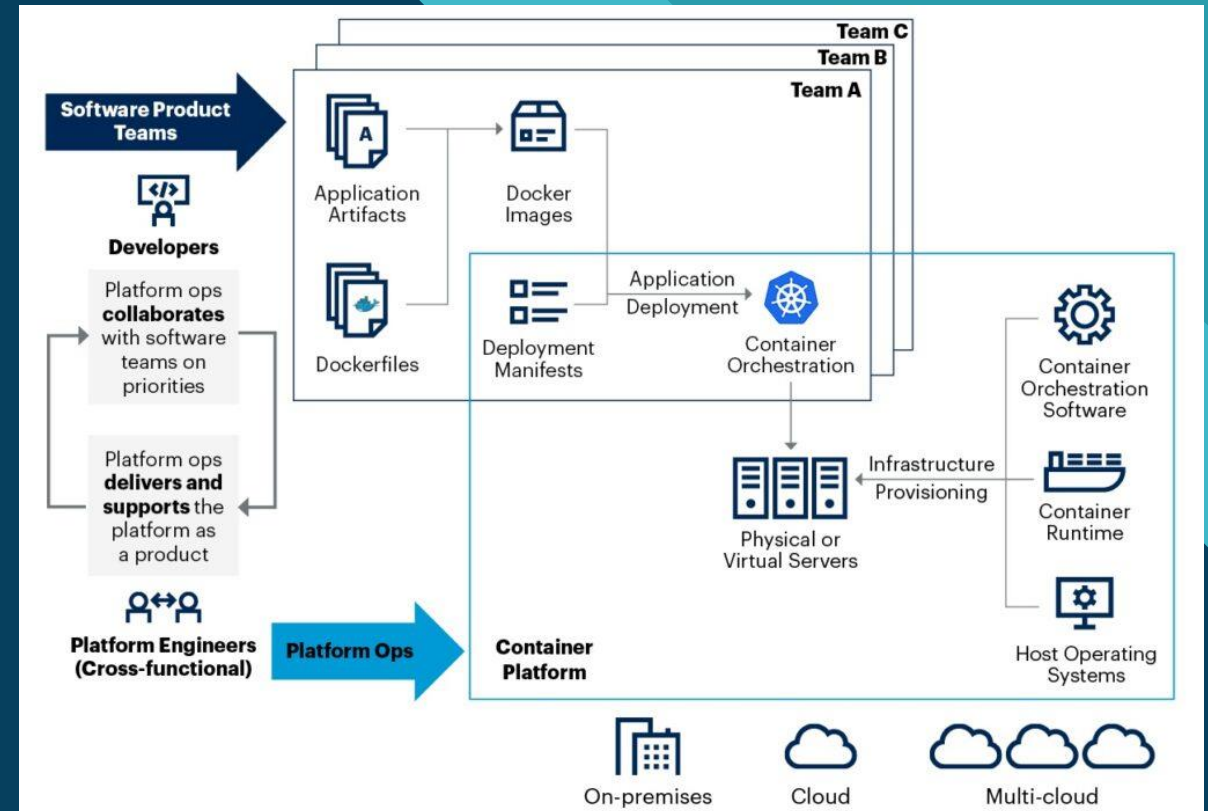 Team C
Team B
Team A
Software Product
Teams
A
Application
Artifacts
Docker
Images
</>
Developers
Platform ops
collaborates
with software
teams on
priorities
Dockerfiles
Deployment
Manifests
Application
Deployment
Container
Orchestration
Container
Orchestration
Software
Platform ops
delivers and
supports the
platform as
a product
Physical or
Virtual Servers
Infrastructure
Provisioning
Container
Runtime
Platform Engineers
(Cross-functional)
Platform Ops
Container
Platform
Host Operating
Systems
On-premises
Cloud
Multi-cloud